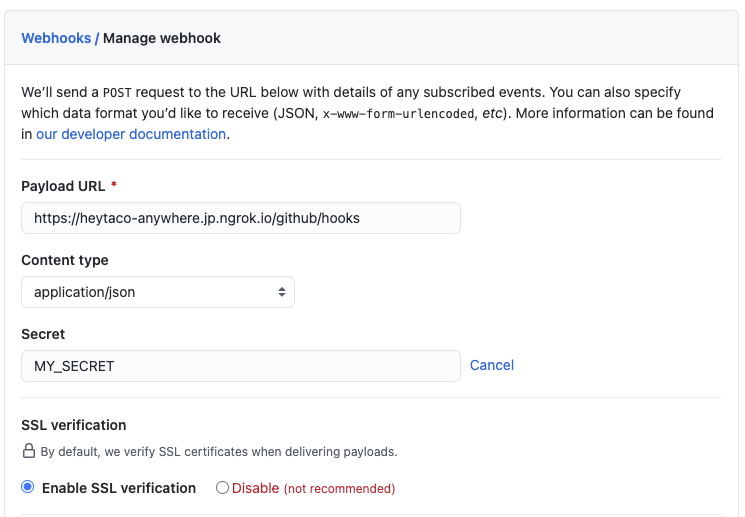 Webhooks / Manage webhook
We’ll send a POST request to the URL below with details of any subscribed events. You can also specify
which data format you’d like to receive (JSON, x-www-form-urlencoded, etc). More information can be found
in our developer documentation.
Payload URL *
https://heytaco-anywhere.jp.ngrok.io/github/hooks
Content type
application/json
Secret
MY_SECRET Cancel
SSL verification
By default, we verify SSL certificates when delivering payloads.
Enable SSL verification Disable (not recommended)